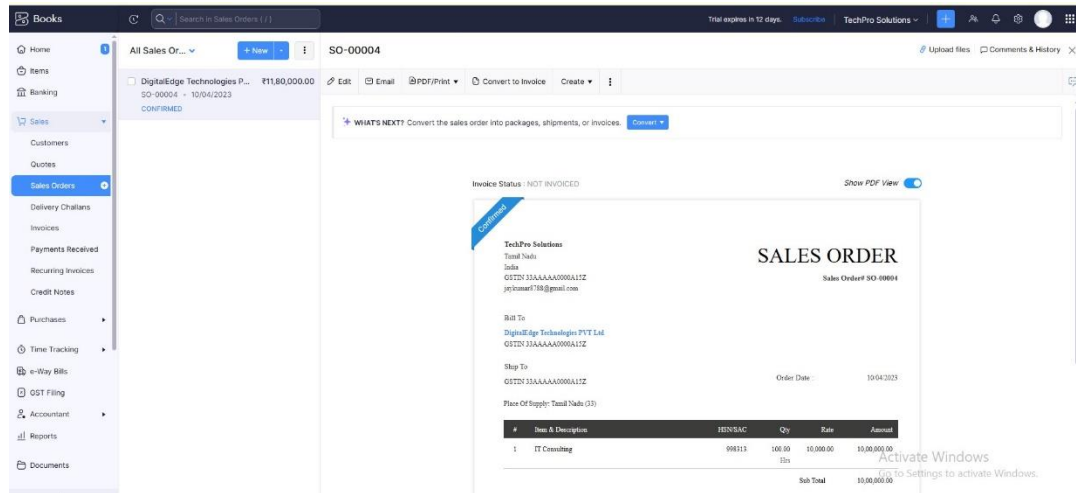 Books
Search in Sales Orders ( / )
Trial expires in 12 days. Subscribe
TechPro Solutions
Home 1
Items
Banking
Sales
Customers
Quotes
Sales Orders
Delivery Challans
Invoices
Payments Received
Recurring Invoices
Credit Notes
Purchases
Time Tracking
e-Way Bills
GST Filing
Accountant
Reports
Documents
All Sales Or...
+ New
DigitalEdge Technologies P... ₹11,80,000.00
SO-00004 • 10/04/2023
CONFIRMED
SO-00004
Upload files Comments & History
Edit Email PDF/Print Convert to Invoice Create
WHAT'S NEXT? Convert the sales order into packages, shipments, or invoices. Convert
Invoice Status : NOT INVOICED
Show PDF View
Confirmed
TechPro Solutions
Tamil Nadu
India
GSTIN 33AAAAA0000A15Z
jaykumar8788@gmail.com
SALES ORDER
Sales Order# SO-00004
Bill To
DigitalEdge Technologies PVT Ltd
GSTIN 33AAAAA0000A15Z
Ship To
GSTIN 33AAAAA0000A15Z
Order Date : 10/04/2023
Place Of Supply: Tamil Nadu (33)
# Item & Description HSN/SAC Qty Rate Amount
1 IT Consulting 998313 100.00 10,000.00 10,00,000.00
Hrs
Sub Total 10,00,000.00
Activate Windows
Go to Settings to activate Windows.